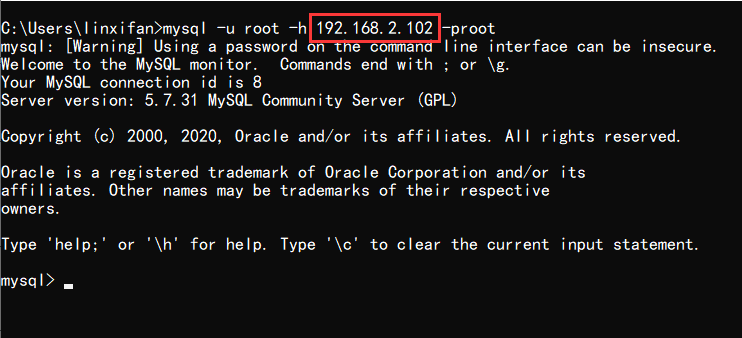 C:\Users\linxifan>mysql -u root -h 192.168.2.102 -proot
mysql: [Warning] Using a password on the command line interface can be insecure.
Welcome to the MySQL monitor.  Commands end with ; or \g.
Your MySQL connection id is 8
Server version: 5.7.31 MySQL Community Server (GPL)
Copyright (c) 2000, 2020, Oracle and/or its affiliates. All rights reserved.
Oracle is a registered trademark of Oracle Corporation and/or its
affiliates. Other names may be trademarks of their respective
owners.
Type 'help;' or '\h' for help. Type '\c' to clear the current input statement.
mysql>